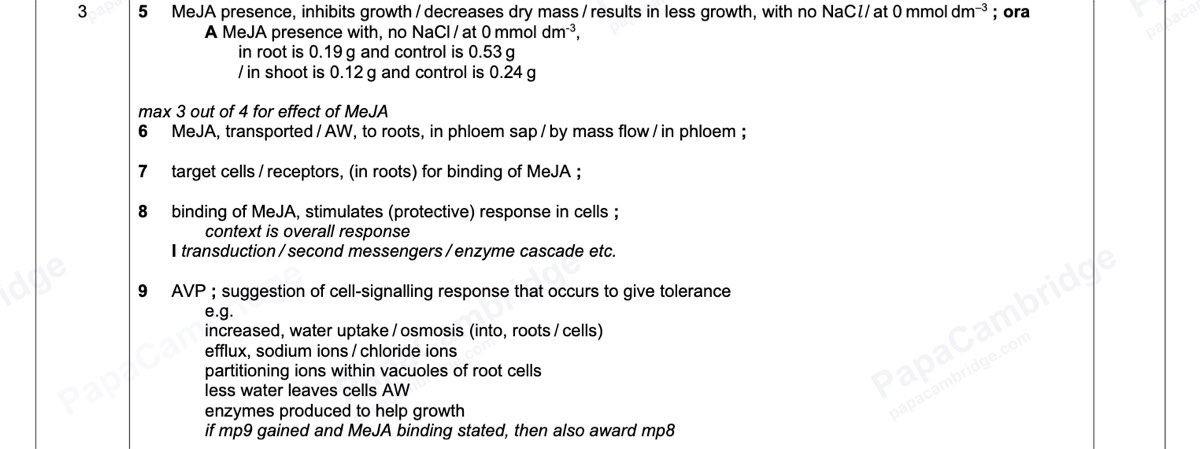 3
5 MeJA presence, inhibits growth / decreases dry mass / results in less growth, with no NaCl / at 0 mmol dm⁻³ ; ora
A MeJA presence with, no NaCl / at 0 mmol dm⁻³,
in root is 0.19 g and control is 0.53 g
/ in shoot is 0.12 g and control is 0.24 g
max 3 out of 4 for effect of MeJA
6 MeJA, transported / AW, to roots, in phloem sap / by mass flow / in phloem ;
7 target cells / receptors, (in roots) for binding of MeJA ;
8 binding of MeJA, stimulates (protective) response in cells ;
context is overall response
I transduction / second messengers / enzyme cascade etc.
9 AVP ; suggestion of cell-signalling response that occurs to give tolerance
e.g.
increased, water uptake / osmosis (into, roots / cells)
efflux, sodium ions / chloride ions
partitioning ions within vacuoles of root cells
less water leaves cells AW
enzymes produced to help growth
if mp9 gained and MeJA binding stated, then also award mp8
PapaCambridge
papacambridge.com